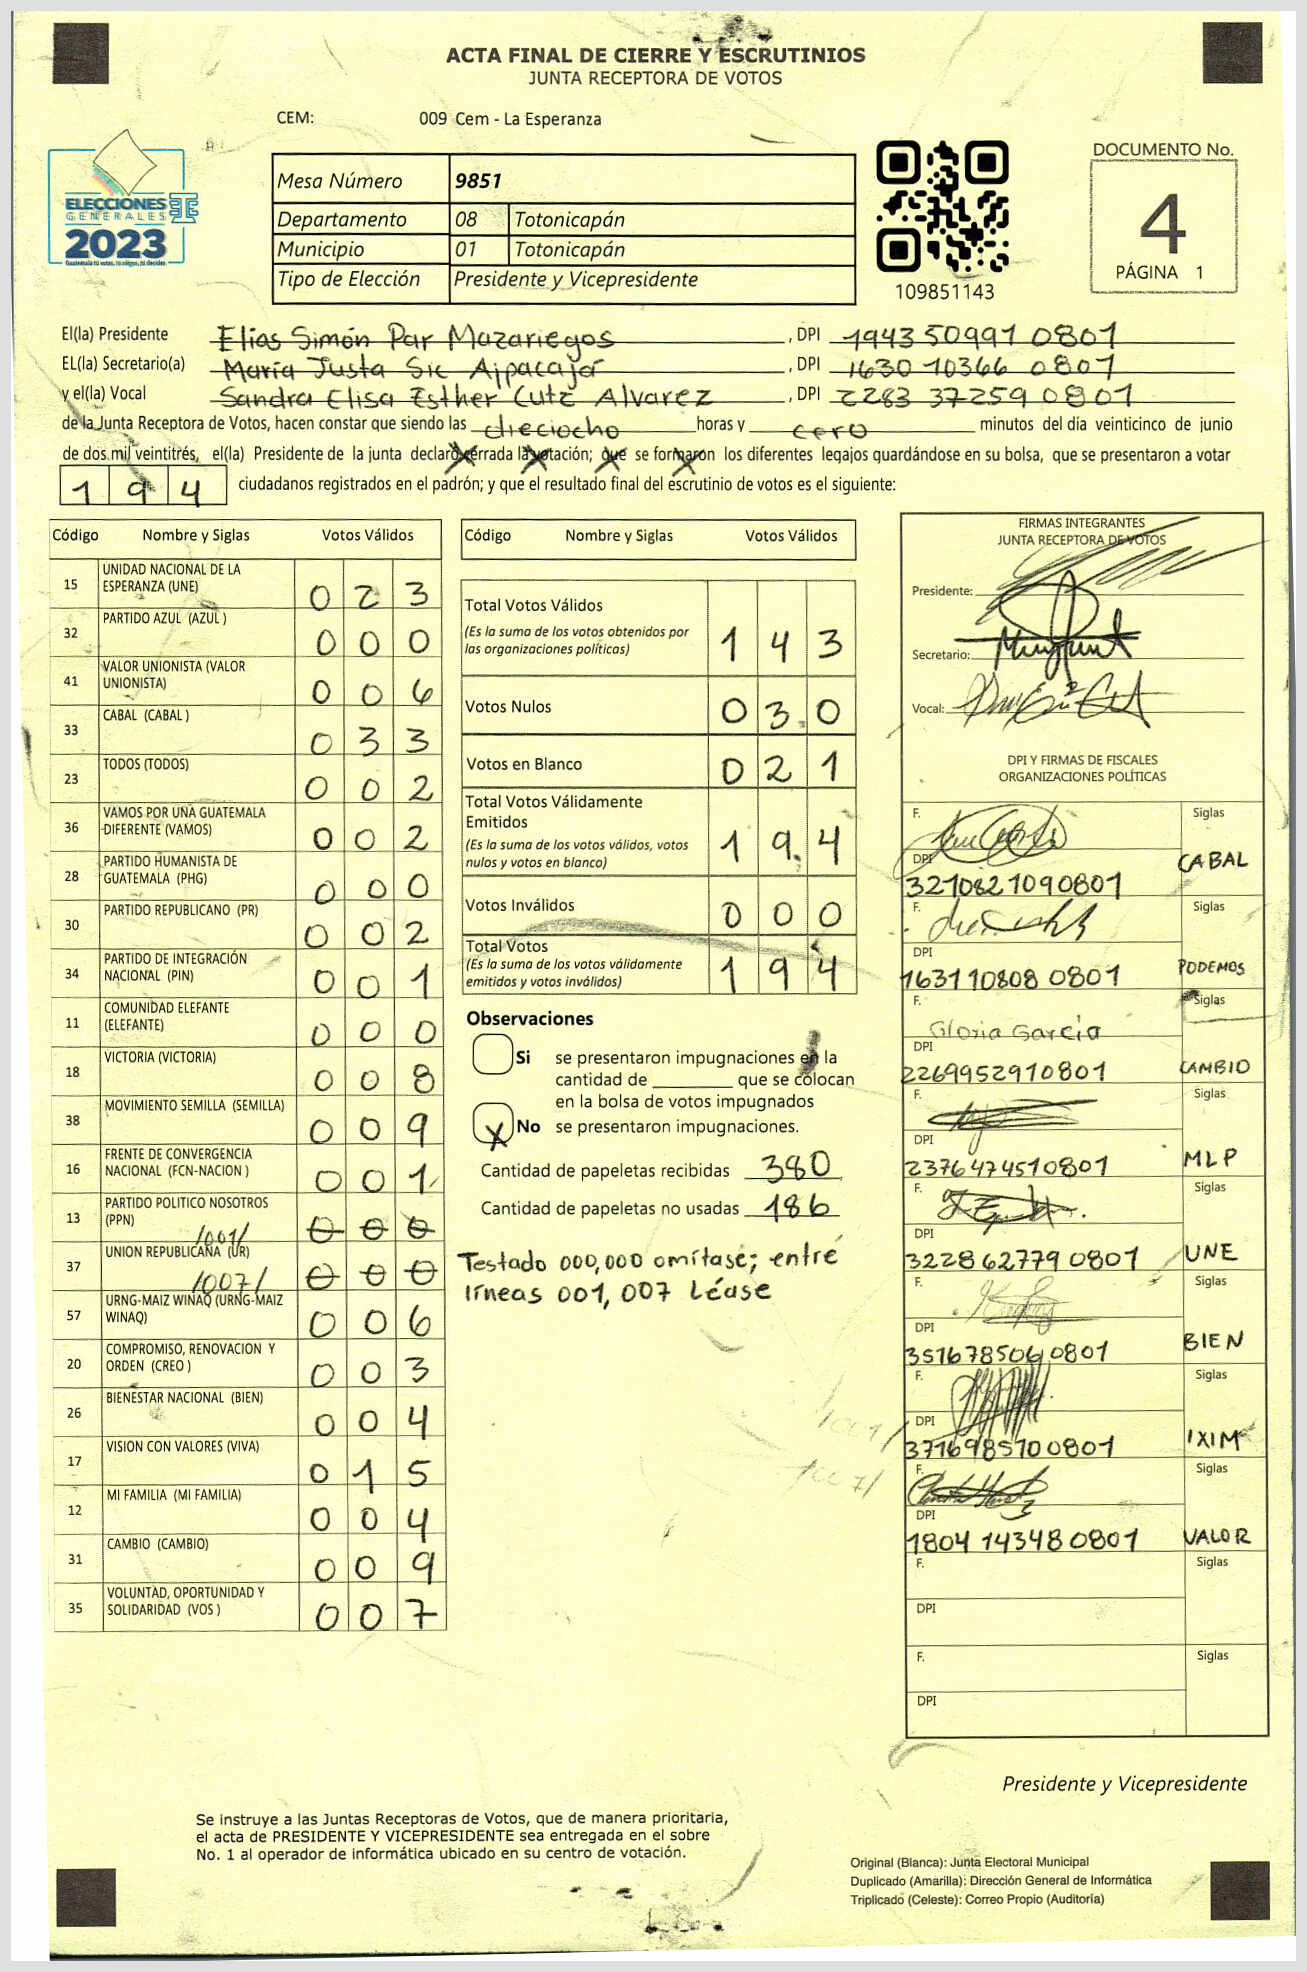 ACTA FINAL DE CIERRE Y ESCRUTINIOS
JUNTA RECEPTORA DE VOTOS
CEM: 009 Cem - La Esperanza
ELECCIONES
GENERALES
2023
Mesa Número 9851
Departamento 08 Totonicapán
Municipio 01 Totonicapán
Tipo de Elección Presidente y Vicepresidente
109851143
DOCUMENTO No.
4
PÁGINA 1
El(la) Presidente Elías Simón Par Mazariegos, DPI 1943 50991 0801
EL(la) Secretario(a) María Justa Sic Ajpacajá, DPI 1630 10366 0801
y el(la) Vocal Sandra Elisa Esther Cutz Alvarez, DPI 2283 37259 0801
de la Junta Receptora de Votos, hacen constar que siendo las dieciocho horas y cero minutos del día veinticinco de junio
de dos mil veintitrés, el(la) Presidente de la junta declaró cerrada la votación; que se formaron los diferentes legajos guardándose en su bolsa, que se presentaron a votar
194 ciudadanos registrados en el padrón; y que el resultado final del escrutinio de votos es el siguiente:
Código Nombre y Siglas Votos Válidos
15 UNIDAD NACIONAL DE LA ESPERANZA (UNE) 0 2 3
32 PARTIDO AZUL (AZUL ) 0 0 0
41 VALOR UNIONISTA (VALOR UNIONISTA) 0 0 6
33 CABAL (CABAL ) 0 3 3
23 TODOS (TODOS) 0 0 2
36 VAMOS POR UNA GUATEMALA DIFERENTE (VAMOS) 0 0 2
28 PARTIDO HUMANISTA DE GUATEMALA (PHG) 0 0 0
30 PARTIDO REPUBLICANO (PR) 0 0 2
34 PARTIDO DE INTEGRACIÓN NACIONAL (PIN) 0 0 1
11 COMUNIDAD ELEFANTE (ELEFANTE) 0 0 0
18 VICTORIA (VICTORIA) 0 0 8
38 MOVIMIENTO SEMILLA (SEMILLA) 0 0 9
16 FRENTE DE CONVERGENCIA NACIONAL (FCN-NACION ) 0 0 1
13 PARTIDO POLITICO NOSOTROS (PPN) /001/ 0 0 0
37 UNION REPUBLICANA (UR) /007/ 0 0 0
57 URNG-MAIZ WINAQ (URNG-MAIZ WINAQ) 0 0 6
20 COMPROMISO, RENOVACION Y ORDEN (CREO ) 0 0 3
26 BIENESTAR NACIONAL (BIEN) 0 0 4
17 VISION CON VALORES (VIVA) 0 1 5
12 MI FAMILIA (MI FAMILIA) 0 0 4
31 CAMBIO (CAMBIO) 0 0 9
35 VOLUNTAD, OPORTUNIDAD Y SOLIDARIDAD (VOS ) 0 0 7
Código Nombre y Siglas Votos Válidos
Total Votos Válidos 1 4 3
(Es la suma de los votos obtenidos por
las organizaciones políticas)
Votos Nulos 0 3 0
Votos en Blanco 0 2 1
Total Votos Válidamente
Emitidos 1 9 4
(Es la suma de los votos válidos, votos
nulos y votos en blanco)
Votos Inválidos 0 0 0
Total Votos 1 9 4
(Es la suma de los votos válidamente
emitidos y votos inválidos)
Observaciones
Si se presentaron impugnaciones en la
cantidad de ________ que se colocan
en la bolsa de votos impugnados
X No se presentaron impugnaciones.
Cantidad de papeletas recibidas 380
Cantidad de papeletas no usadas 186
Testado 000,000 omítase; entre
líneas 001, 007 Léase
/001/
/007/
FIRMAS INTEGRANTES
JUNTA RECEPTORA DE VOTOS
Presidente:
Secretario:
Vocal:
DPI Y FIRMAS DE FISCALES
ORGANIZACIONES POLÍTICAS
F. Siglas
DPI 3210821090801 CABAL
F. Siglas
DPI 1631 10808 0801 PODEMOS
F. Gloria García Siglas
DPI 2269952910801 CAMBIO
F. Siglas
DPI 2376474510801 MLP
F. Siglas
DPI 3228 62779 0801 UNE
F. Siglas
DPI 3516785060801 BIEN
F. Siglas
DPI 3716985700801 IXIM
F. Siglas
DPI 1804 14348 0801 VALOR
F. Siglas
DPI
F. Siglas
DPI
Presidente y Vicepresidente
Se instruye a las Juntas Receptoras de Votos, que de manera prioritaria,
el acta de PRESIDENTE Y VICEPRESIDENTE sea entregada en el sobre
No. 1 al operador de informática ubicado en su centro de votación.
Original (Blanca): Junta Electoral Municipal
Duplicado (Amarilla): Dirección General de Informática
Triplicado (Celeste): Correo Propio (Auditoría)